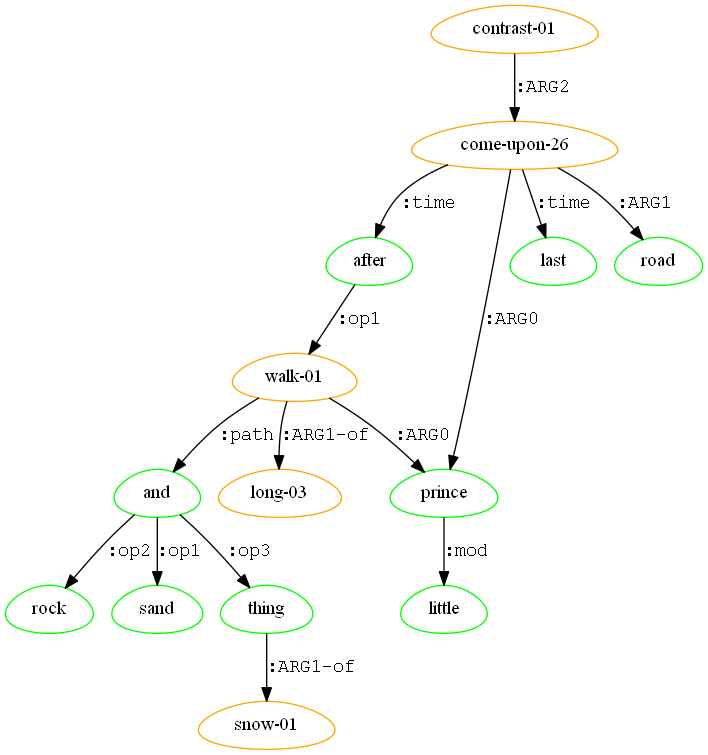 contrast-01
:ARG2
come-upon-26
:time :time :ARG1
after last road
:op1 :ARG0
walk-01
:path :ARG1-of :ARG0
and long-03 prince
:op2 :op1 :op3 :mod
rock sand thing little
:ARG1-of
snow-01